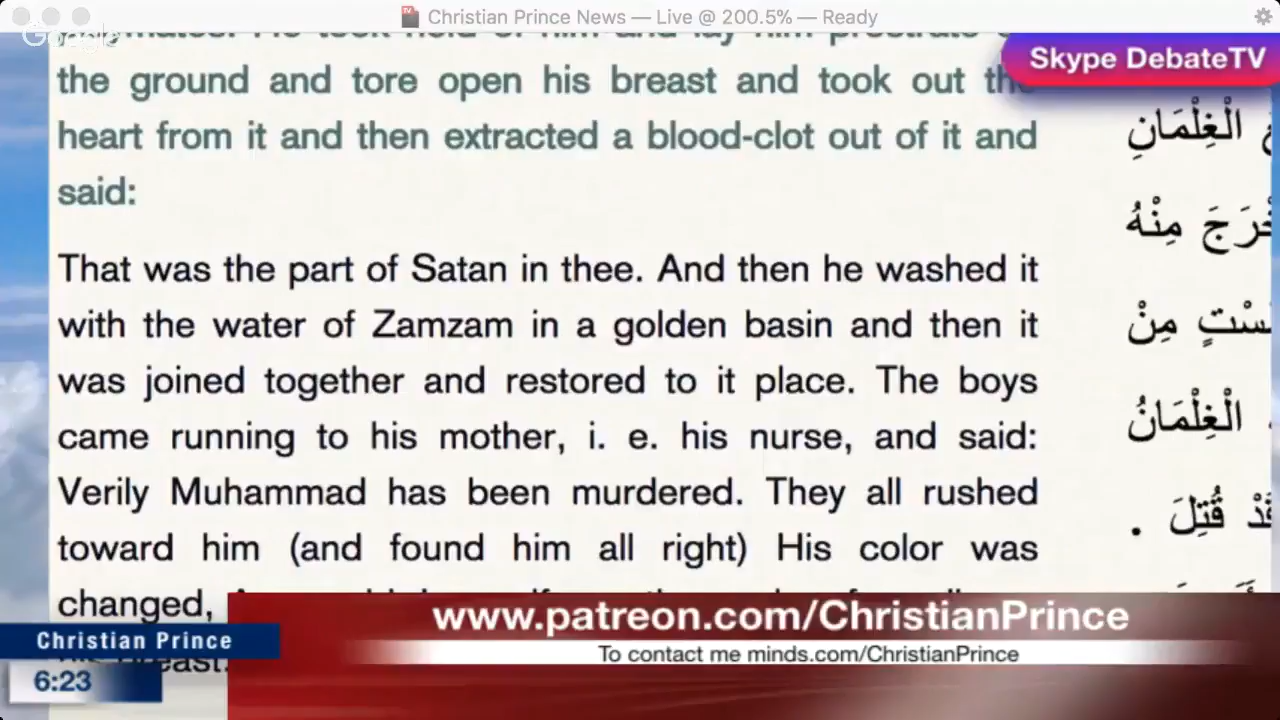 Christian Prince News — Live @ 200.5% — Ready
Google
Skype DebateTV
the ground and tore open his breast and took out the
heart from it and then extracted a blood-clot out of it and
said:
That was the part of Satan in thee. And then he washed it
with the water of Zamzam in a golden basin and then it
was joined together and restored to it place. The boys
came running to his mother, i. e. his nurse, and said:
Verily Muhammad has been murdered. They all rushed
toward him (and found him all right) His color was
changed,
his breast.
الْغِلْمَانِ
مِنْهُ
مِنْ
الْغِلْمَانُ
قُتِلَ .
www.patreon.com/ChristianPrince
To contact me minds.com/ChristianPrince
Christian Prince
6:23